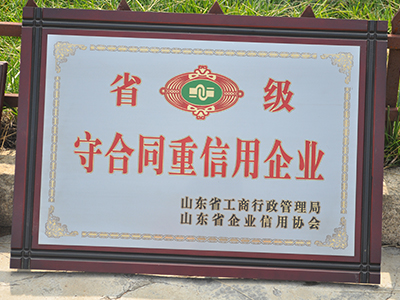 省 级
守合同重信用企业
山东省工商行政管理局
山东省企业信用协会